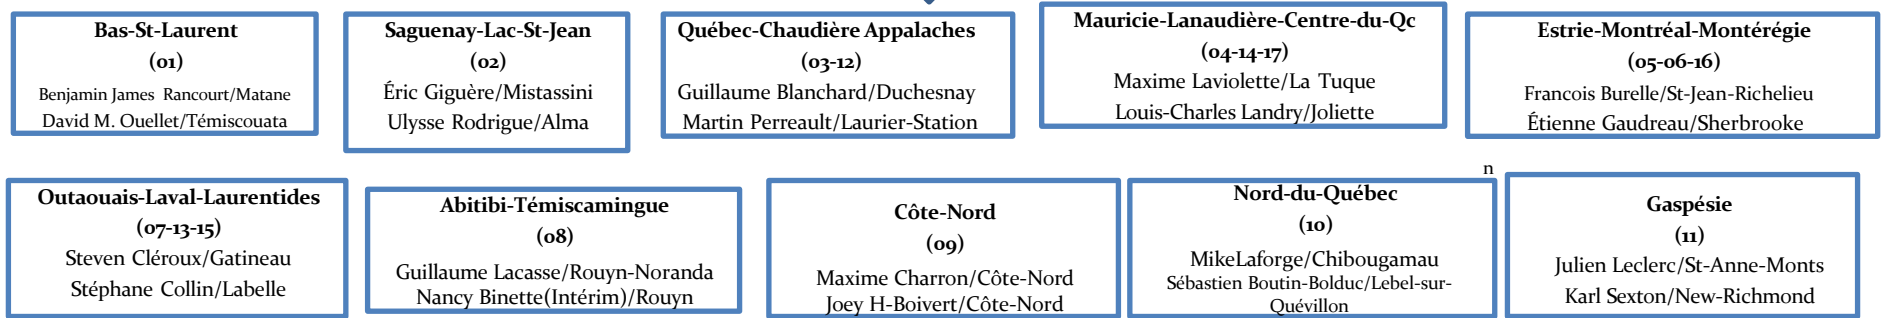 Bas-St-Laurent
(01)
Benjamin James Rancourt/Matane
David M. Ouellet/Témiscouata
Saguenay-Lac-St-Jean
(02)
Éric Giguère/Mistassini
Ulysse Rodrigue/Alma
Québec-Chaudière Appalaches
(03-12)
Guillaume Blanchard/Duchesnay
Martin Perreault/Laurier-Station
Mauricie-Lanaudière-Centre-du-Qc
(04-14-17)
Maxime Laviolette/La Tuque
Louis-Charles Landry/Joliette
Estrie-Montréal-Montérégie
(05-06-16)
Francois Burelle/St-Jean-Richelieu
Étienne Gaudreau/Sherbrooke
Outaouais-Laval-Laurentides
(07-13-15)
Steven Cléroux/Gatineau
Stéphane Collin/Labelle
Abitibi-Témiscamingue
(08)
Guillaume Lacasse/Rouyn-Noranda
Nancy Binette(Intérim)/Rouyn
Côte-Nord
(09)
Maxime Charron/Côte-Nord
Joey H-Boivert/Côte-Nord
n
Nord-du-Québec
(10)
MikeLaforge/Chibougamau
Sébastien Boutin-Bolduc/Lebel-sur-
Quévillon
Gaspésie
(11)
Julien Leclerc/St-Anne-Monts
Karl Sexton/New-Richmond